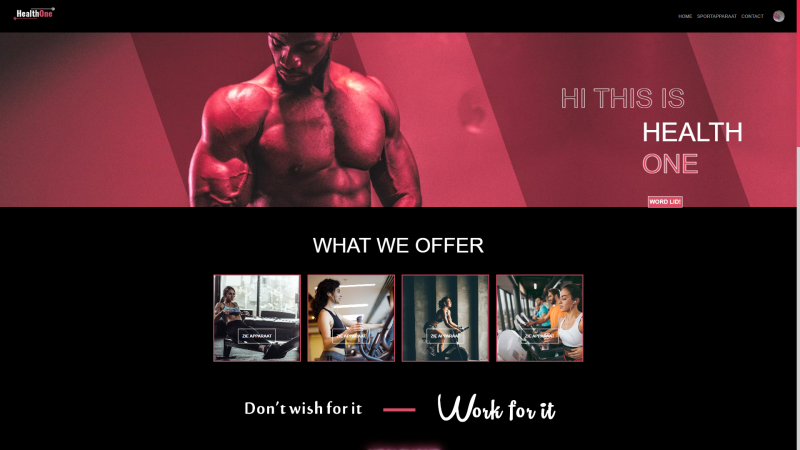 HealthOne
HOME SPORTAPPARAAT CONTACT
HI THIS IS
HEALTH
ONE
WORD LID!
WHAT WE OFFER
ZIE APPARAAT ZIE APPARAAT ZIE APPARAAT ZIE APPARAAT
Don't wish for it — Work for it